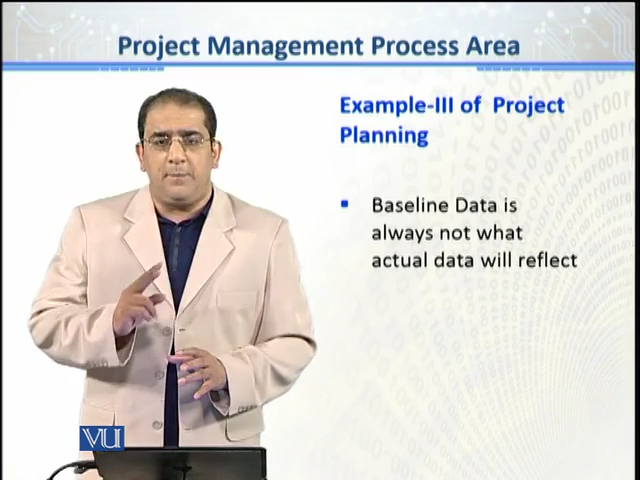 Project Management Process Area
Example-III of Project
Planning
Baseline Data is
always not what
actual data will reflect
VU